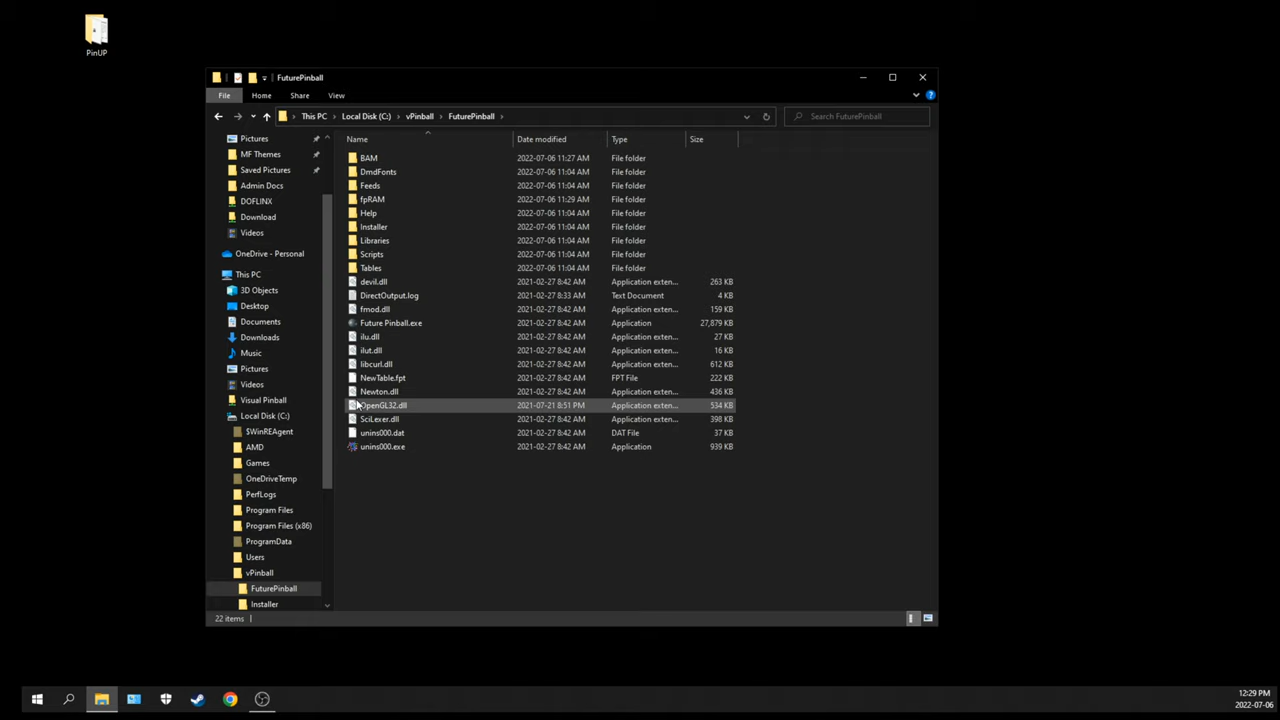 PinUP
FuturePinball
File Home Share View
This PC Local Disk (C:) vPinball FuturePinball Search FuturePinball
Name Date modified Type Size
Pictures
MF Themes
Saved Pictures
Admin Docs
DOFLINX
Download
Videos
OneDrive - Personal
This PC
3D Objects
Desktop
Documents
Downloads
Music
Pictures
Videos
Visual Pinball
Local Disk (C:)
$WinREAgent
AMD
Games
OneDriveTemp
PerfLogs
Program Files
Program Files (x86)
ProgramData
Users
vPinball
FuturePinball
Installer
BAM 2022-07-06 11:27 AM File folder
DmdFonts 2022-07-06 11:04 AM File folder
Feeds 2022-07-06 11:04 AM File folder
fpRAM 2022-07-06 11:29 AM File folder
Help 2022-07-06 11:04 AM File folder
Installer 2022-07-06 11:04 AM File folder
Libraries 2022-07-06 11:04 AM File folder
Scripts 2022-07-06 11:04 AM File folder
Tables 2022-07-06 11:04 AM File folder
devil.dll 2021-02-27 8:42 AM Application exten... 263 KB
DirectOutput.log 2021-02-27 8:33 AM Text Document 4 KB
fmod.dll 2021-02-27 8:42 AM Application exten... 159 KB
Future Pinball.exe 2021-02-27 8:42 AM Application 27,879 KB
ilu.dll 2021-02-27 8:42 AM Application exten... 27 KB
ilut.dll 2021-02-27 8:42 AM Application exten... 16 KB
libcurl.dll 2021-02-27 8:42 AM Application exten... 612 KB
NewTable.fpt 2021-02-27 8:42 AM FPT File 222 KB
Newton.dll 2021-02-27 8:42 AM Application exten... 436 KB
OpenGL32.dll 2021-07-21 8:51 PM Application exten... 534 KB
SciLexer.dll 2021-02-27 8:42 AM Application exten... 398 KB
unins000.dat 2021-02-27 8:42 AM DAT File 37 KB
unins000.exe 2021-02-27 8:42 AM Application 939 KB
22 items
12:29 PM
2022-07-06